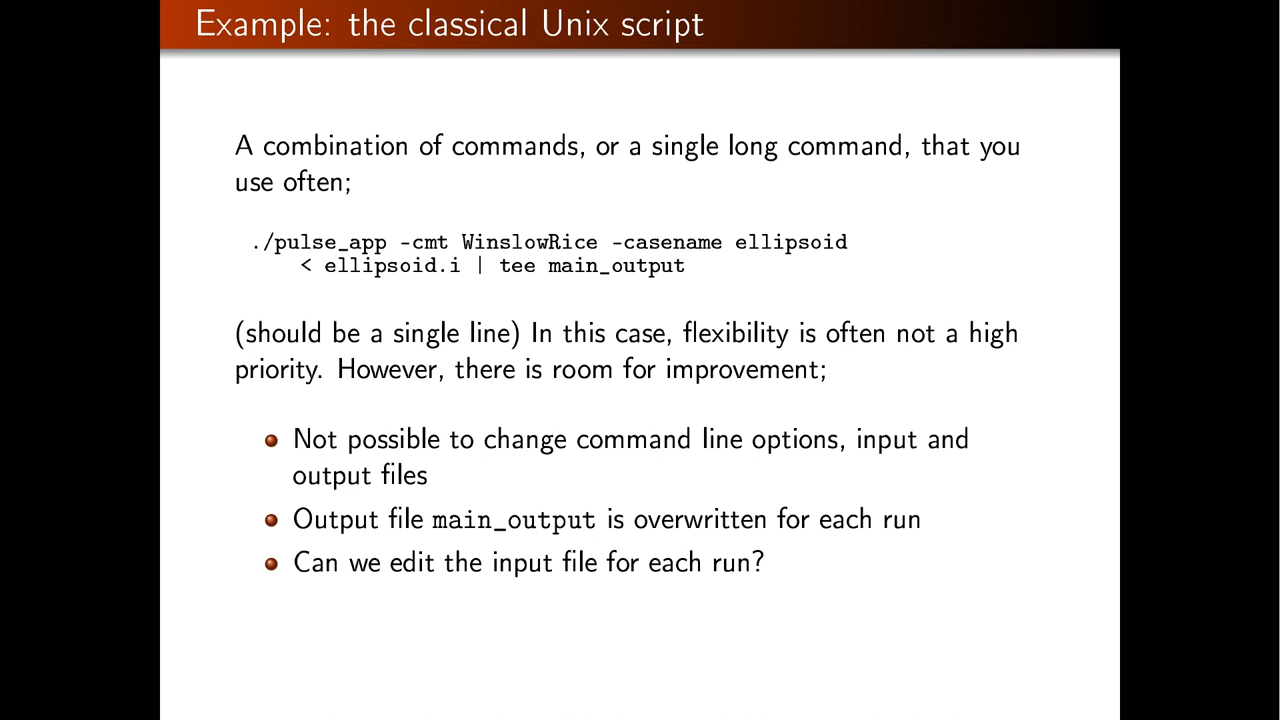 Example: the classical Unix script
A combination of commands, or a single long command, that you
use often;
./pulse_app -cmt WinslowRice -casename ellipsoid
< ellipsoid.i | tee main_output
(should be a single line) In this case, flexibility is often not a high
priority. However, there is room for improvement;
Not possible to change command line options, input and
output files
Output file main_output is overwritten for each run
Can we edit the input file for each run?